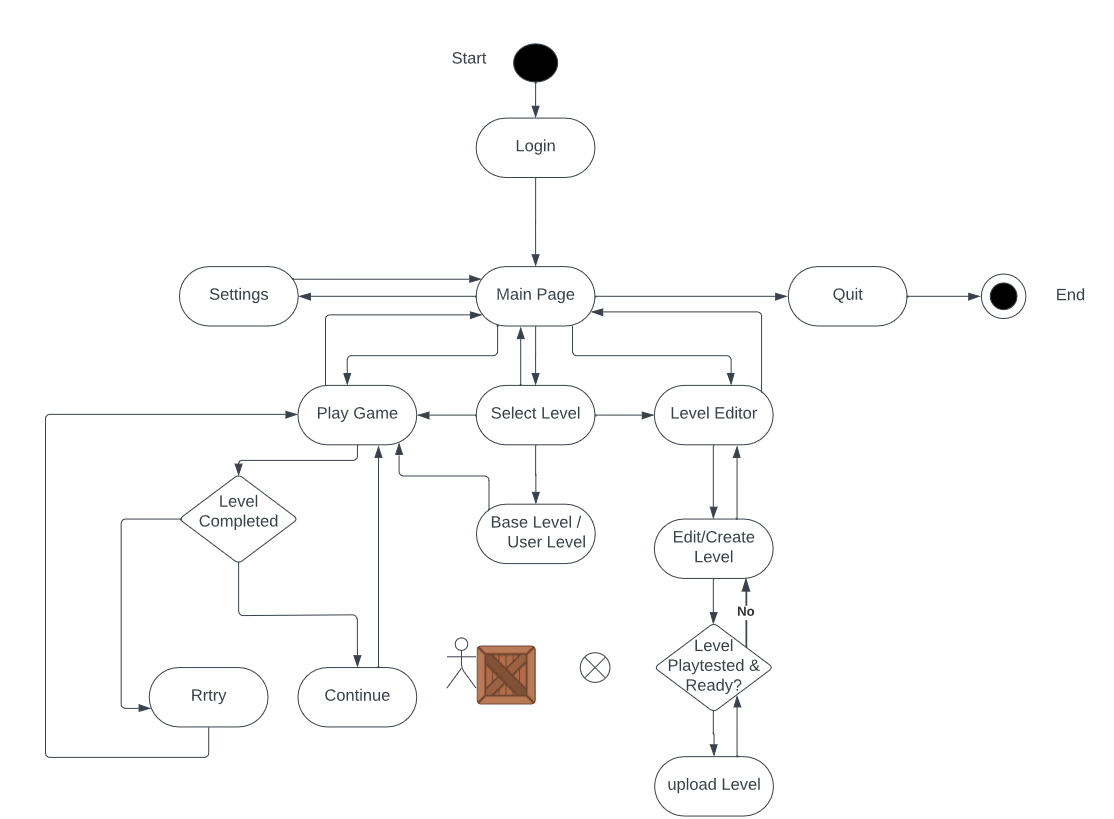 Start
Login
Settings
Main Page
Quit
End
Play Game
Select Level
Level Editor
Level
Completed
Base Level /
User Level
Edit/Create
Level
No
Level
Playtested &
Ready?
Rrtry
Continue
upload Level